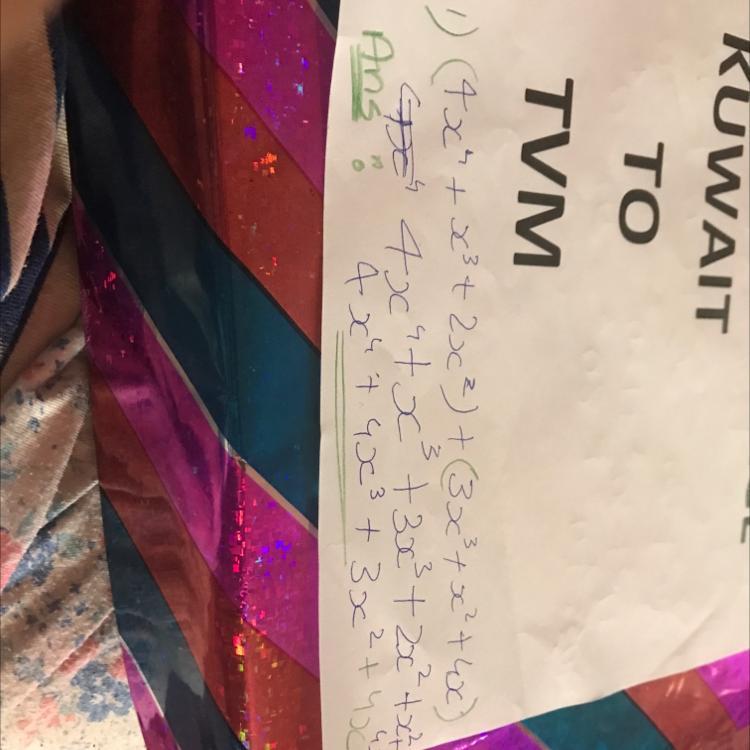 KUWAIT
TO
TVM
1) (4x⁴ + x³ + 2x²) + (3x³ + x² + 4x)
Ans: 4x⁴ + x³ + 3x³ + 2x² + x² +
4x⁴ + 4x³ + 3x² + 4x